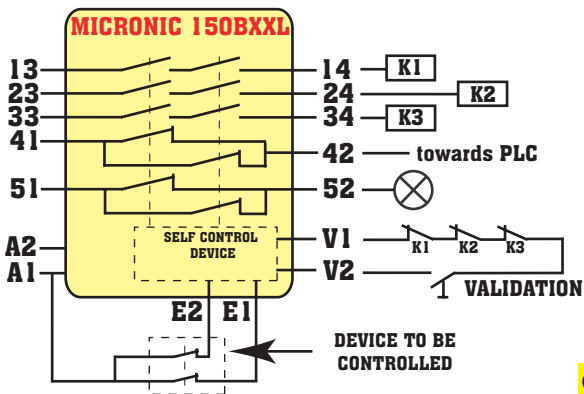 MICRONIC 150BXXL
13 14 K1
23 24 K2
33 34 K3
41 42 towards PLC
51 52
SELF CONTROL
DEVICE
V1 K1 K2 K3
A2
A1 V2 VALIDATION
E2 E1
DEVICE TO BE
CONTROLLED